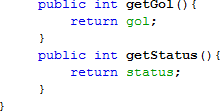 public int getGol(){
return gol;
}
public int getStatus(){
return status;
}
}